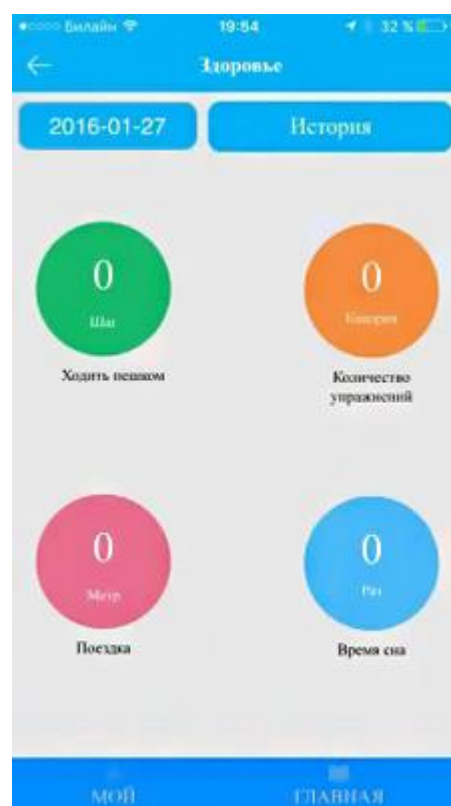 Билайн 19:54 32 %
Здоровье
2016-01-27 История
0 0
Шаг Калория
Ходить пешком Количество
упражнений
0 0
Метр Раз
Поездка Время сна
МОЙ ГЛАВНАЯ